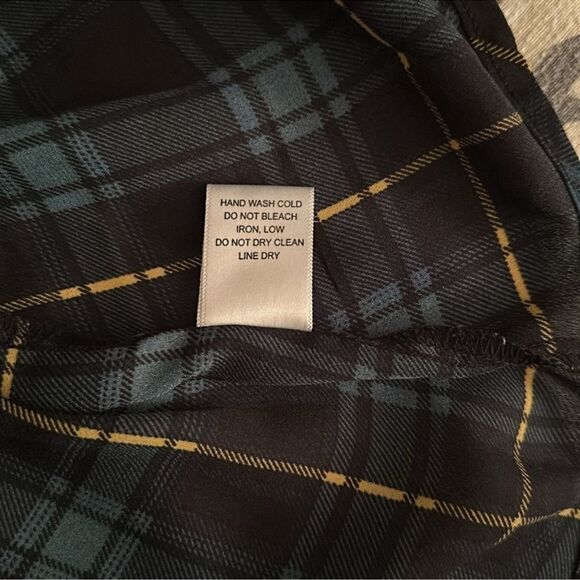 HAND WASH COLD
DO NOT BLEACH
IRON, LOW
DO NOT DRY CLEAN
LINE DRY